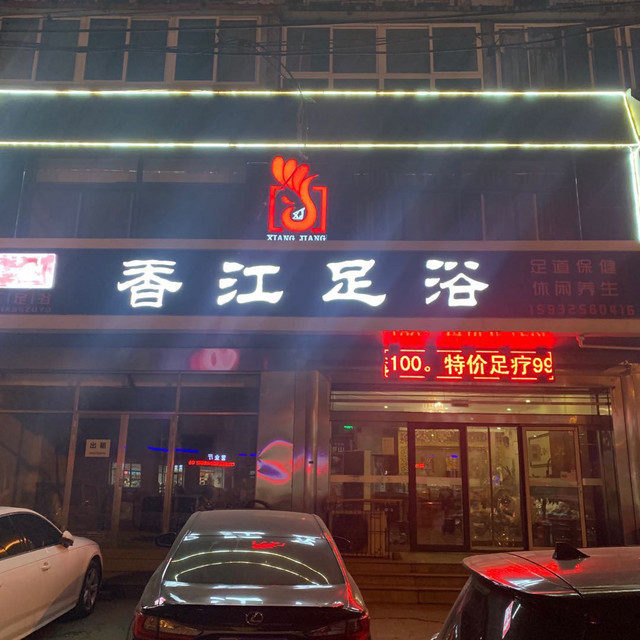 XIANG JIANG
香江足浴
足道保健
休闲养生
15932560416
100。特价足疗99